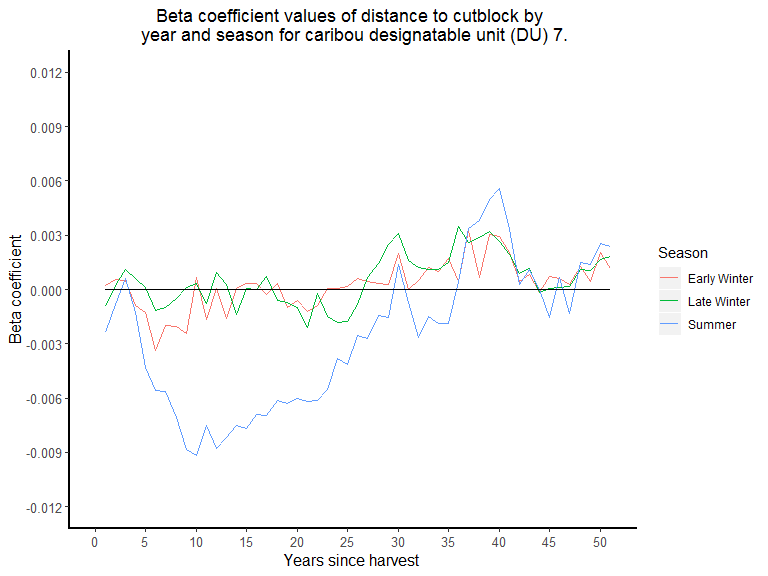 Beta coefficient values of distance to cutblock by
year and season for caribou designatable unit (DU) 7.
0.012
0.009
0.006
0.003
0.000
-0.003
-0.006
-0.009
-0.012
Beta coefficient
0 5 10 15 20 25 30 35 40 45 50
Years since harvest
Season
Early Winter
Late Winter
Summer